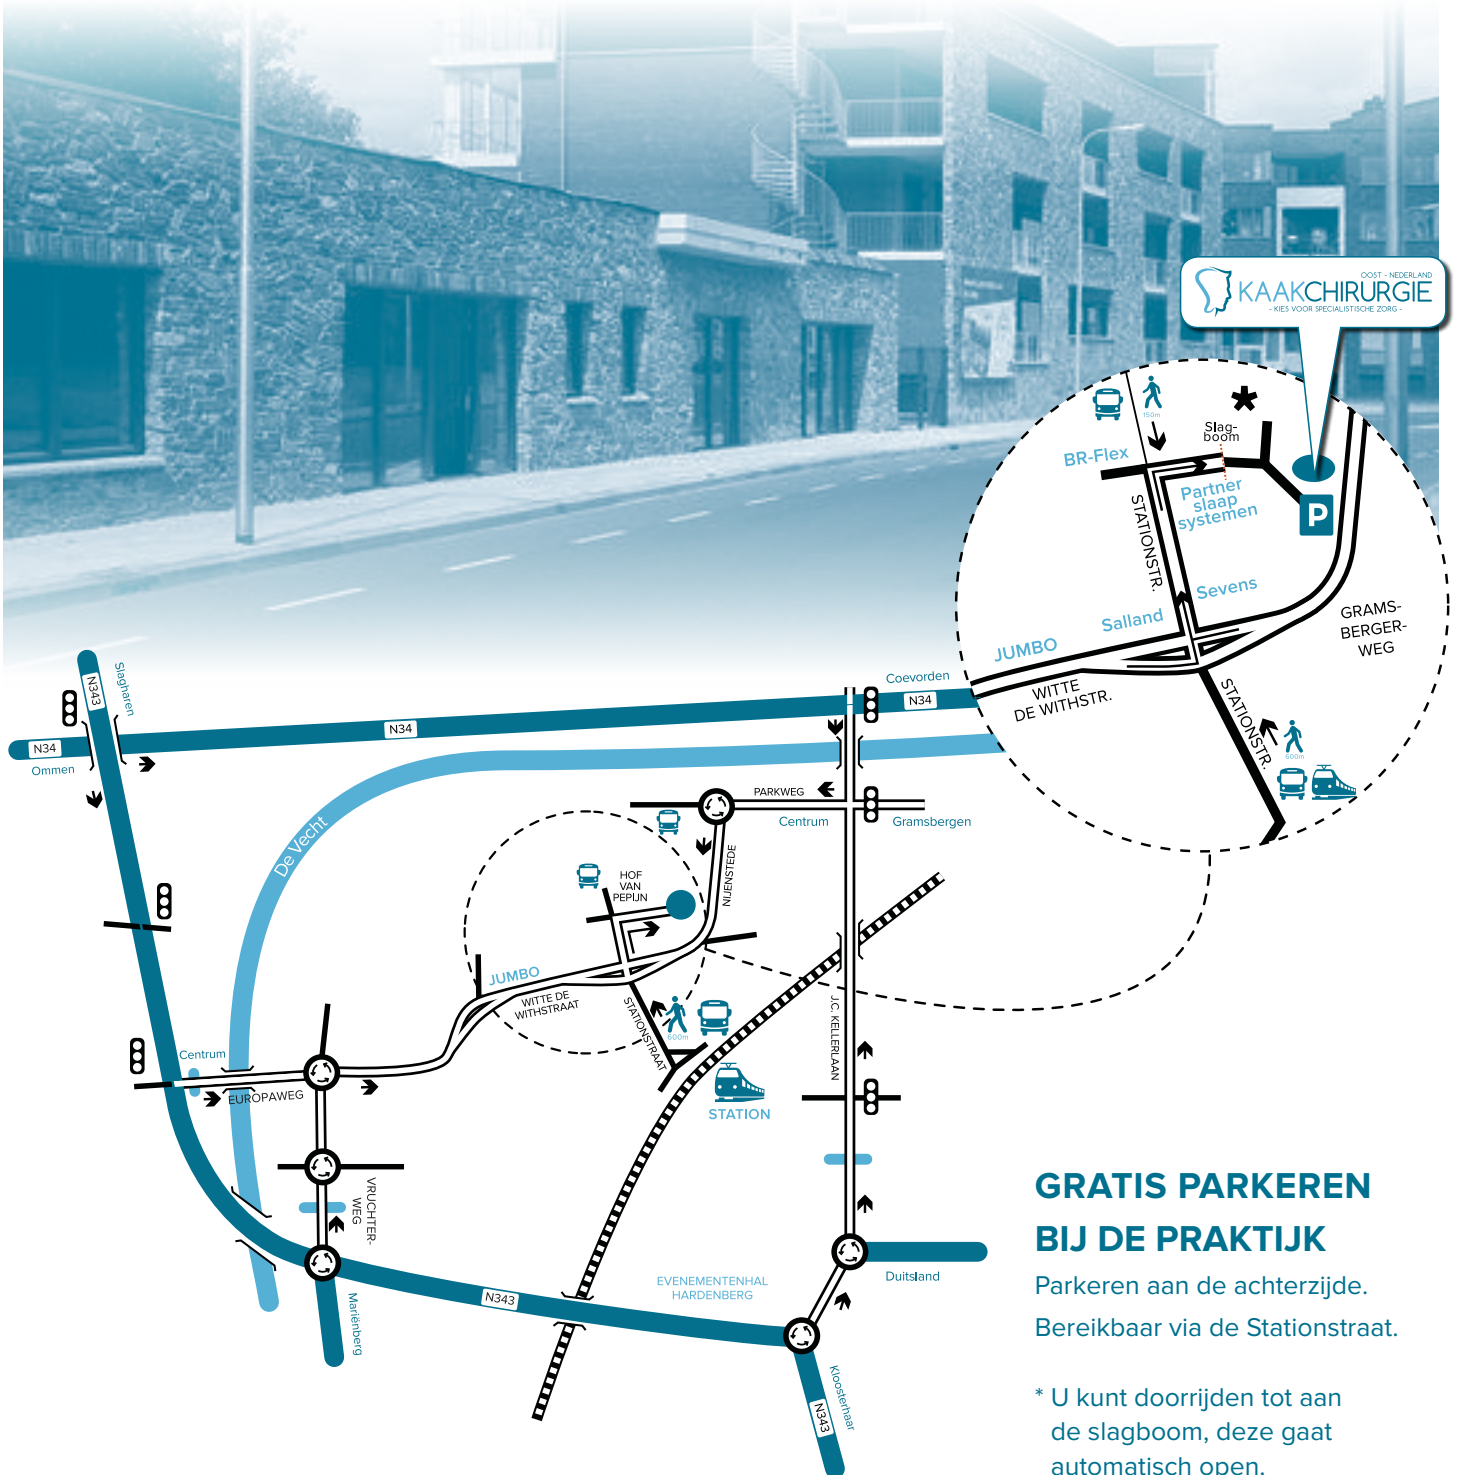 OOST - NEDERLAND
KAAKCHIRURGIE
- KIES VOOR SPECIALISTISCHE ZORG -
150m
Slag-
boom
BR-Flex
Partner
slaap
systemen
P
STATIONSTR.
Sevens
Salland
JUMBO
GRAMS-
BERGER-
WEG
WITTE
DE WITHSTR.
STATIONSTR.
600m
Slagharen
N343
Coevorden
N34
N34
N34
Ommen
PARKWEG
Centrum
Gramsbergen
De Vecht
NIJENSTEDE
HOF
VAN
PEPIJN
JUMBO
WITTE DE
WITHSTRAAT
STATIONSTRAAT
600m
J.C. KELLERLAAN
Centrum
EUROPAWEG
STATION
VRUCHTER-
WEG
EVENEMENTENHAL
HARDENBERG
Duitsland
N343
Mariënberg
Kloosterhaar
N343
GRATIS PARKEREN
BIJ DE PRAKTIJK
Parkeren aan de achterzijde.
Bereikbaar via de Stationstraat.
* U kunt doorrijden tot aan
de slagboom, deze gaat
automatisch open.